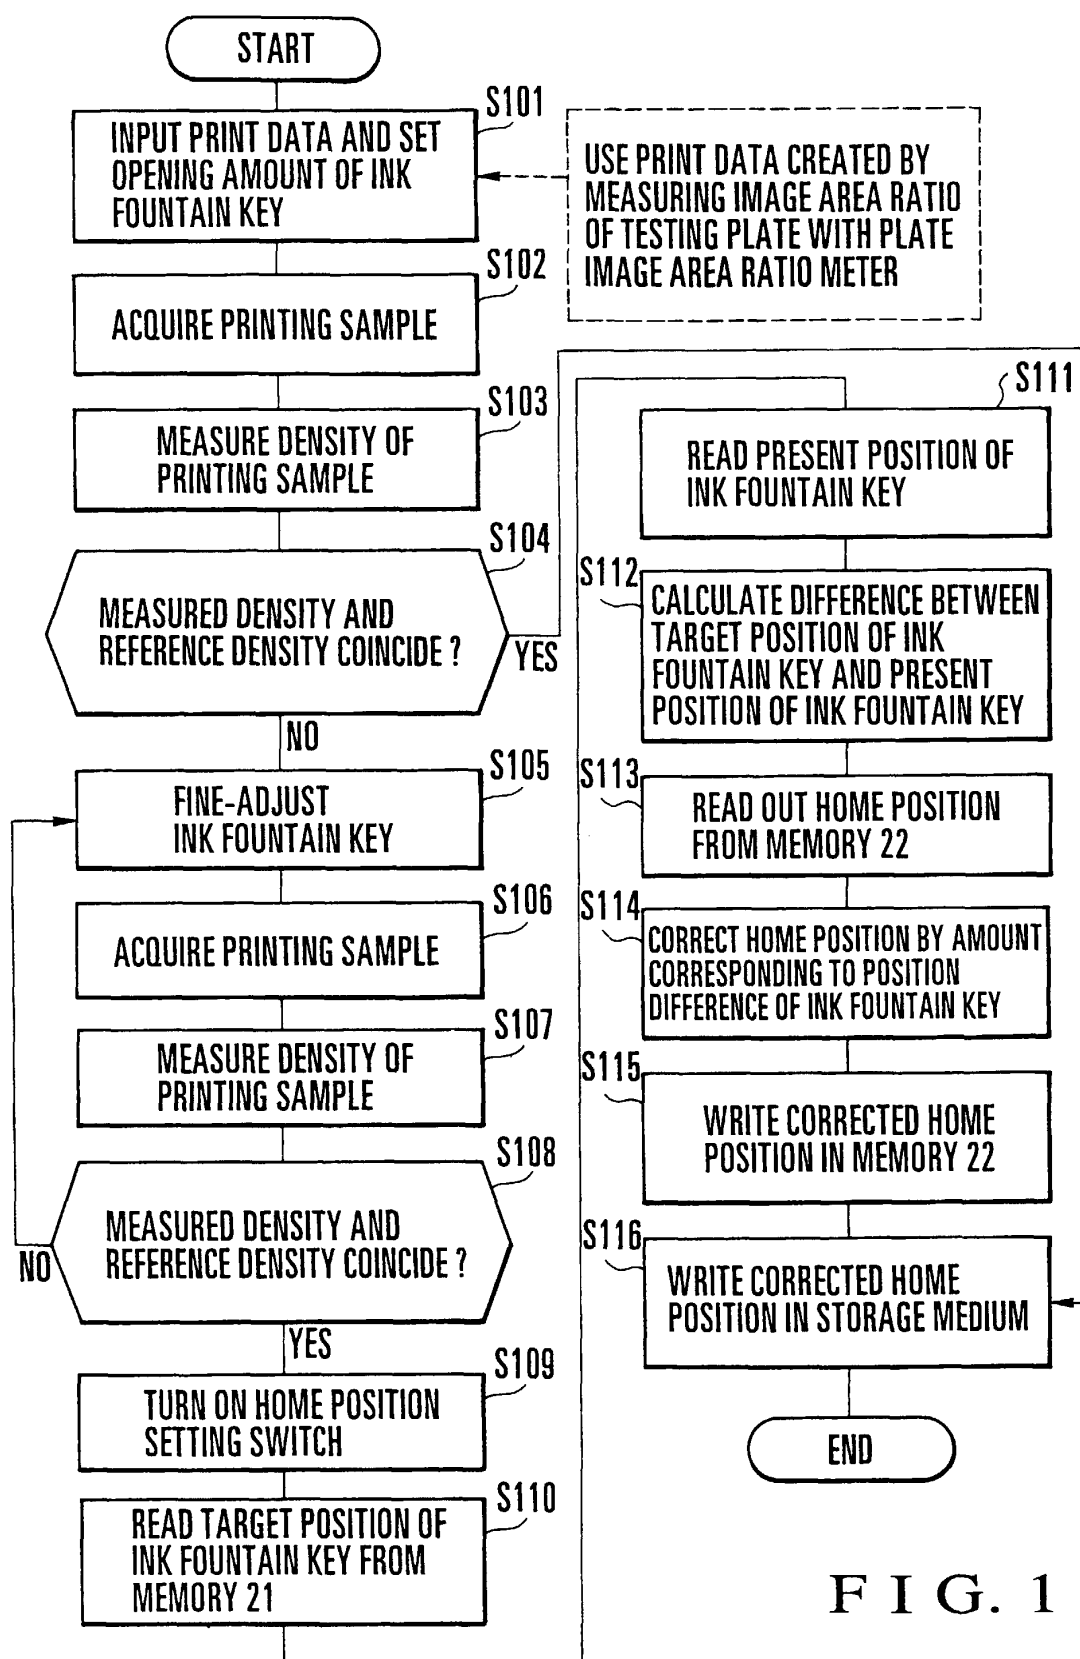 START
S101
INPUT PRINT DATA AND SET
OPENING AMOUNT OF INK
FOUNTAIN KEY
USE PRINT DATA CREATED BY
MEASURING IMAGE AREA RATIO
OF TESTING PLATE WITH PLATE
IMAGE AREA RATIO METER
S102
ACQUIRE PRINTING SAMPLE
S103
MEASURE DENSITY OF
PRINTING SAMPLE
S104
MEASURED DENSITY AND
REFERENCE DENSITY COINCIDE ?
YES
NO
S105
FINE-ADJUST
INK FOUNTAIN KEY
S106
ACQUIRE PRINTING SAMPLE
S107
MEASURE DENSITY OF
PRINTING SAMPLE
S108
MEASURED DENSITY AND
REFERENCE DENSITY COINCIDE ?
NO
YES
S109
TURN ON HOME POSITION
SETTING SWITCH
S110
READ TARGET POSITION OF
INK FOUNTAIN KEY FROM
MEMORY 21
S111
READ PRESENT POSITION OF
INK FOUNTAIN KEY
S112
CALCULATE DIFFERENCE BETWEEN
TARGET POSITION OF INK
FOUNTAIN KEY AND PRESENT
POSITION OF INK FOUNTAIN KEY
S113
READ OUT HOME POSITION
FROM MEMORY 22
S114
CORRECT HOME POSITION BY AMOUNT
CORRESPONDING TO POSITION
DIFFERENCE OF INK FOUNTAIN KEY
S115
WRITE CORRECTED HOME
POSITION IN MEMORY 22
S116
WRITE CORRECTED HOME
POSITION IN STORAGE MEDIUM
END
FIG. 1